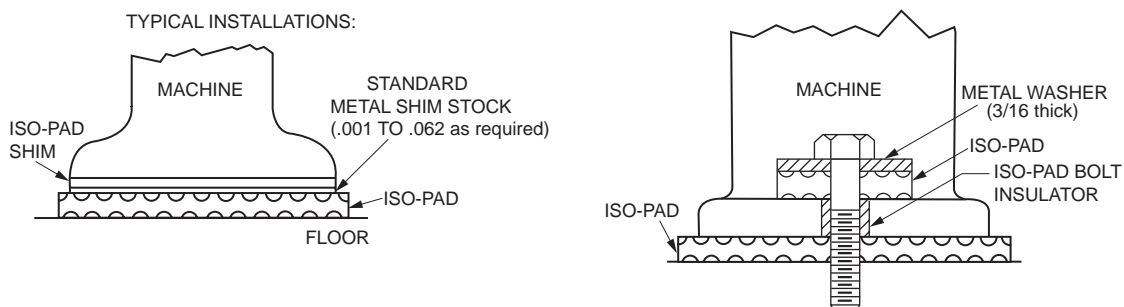 TYPICAL INSTALLATIONS:
MACHINE
STANDARD
METAL SHIM STOCK
(.001 TO .062 as required)
ISO-PAD
SHIM
ISO-PAD
FLOOR
MACHINE
METAL WASHER
(3/16 thick)
ISO-PAD
ISO-PAD BOLT
INSULATOR
ISO-PAD